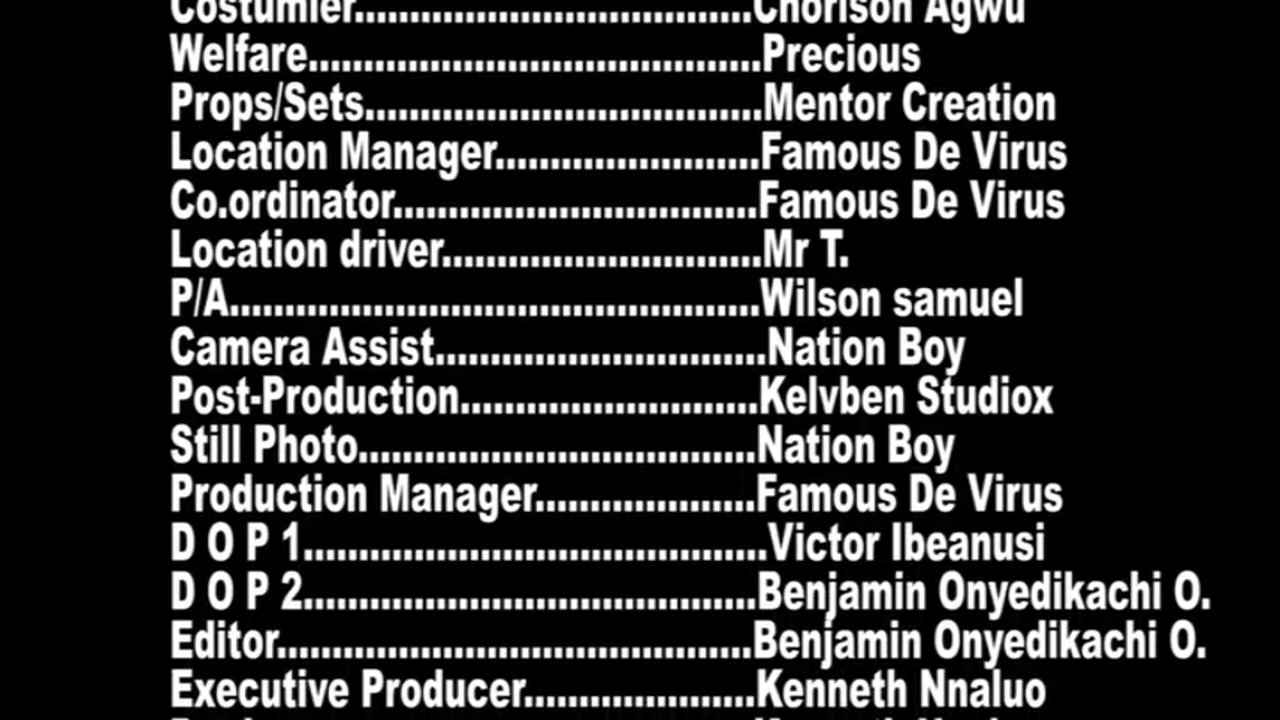 Costumier....................................Chorison Agwu
Welfare.........................................Precious
Props/Sets....................................Mentor Creation
Location Manager........................Famous De Virus
Co.ordinator.................................Famous De Virus
Location driver.............................Mr T.
P/A................................................Wilson samuel
Camera Assist..............................Nation Boy
Post-Production...........................Kelvben Studiox
Still Photo....................................Nation Boy
Production Manager....................Famous De Virus
D O P 1..........................................Victor Ibeanusi
D O P 2.........................................Benjamin Onyedikachi O.
Editor...........................................Benjamin Onyedikachi O.
Executive Producer.....................Kenneth Nnaluo